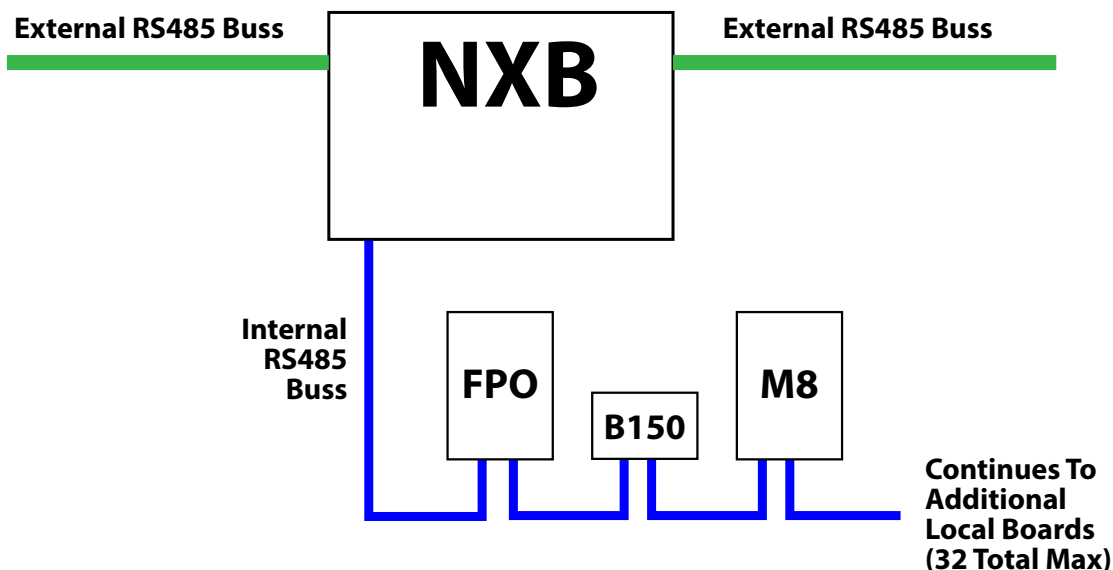 External RS485 Buss
External RS485 Buss
NXB
Internal
RS485
Buss
FPO
B150
M8
Continues To
Additional
Local Boards
(32 Total Max)